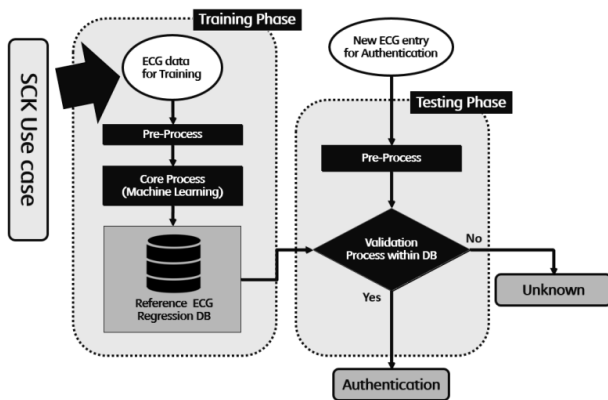 SCK Use case
Training Phase
ECG data
for Training
Pre-Process
Core Process
(Machine Learning)
Reference ECG
Regression DB
New ECG entry
for Authentication
Testing Phase
Pre-Process
Validation
Process within DB
No
Yes
Unknown
Authentication